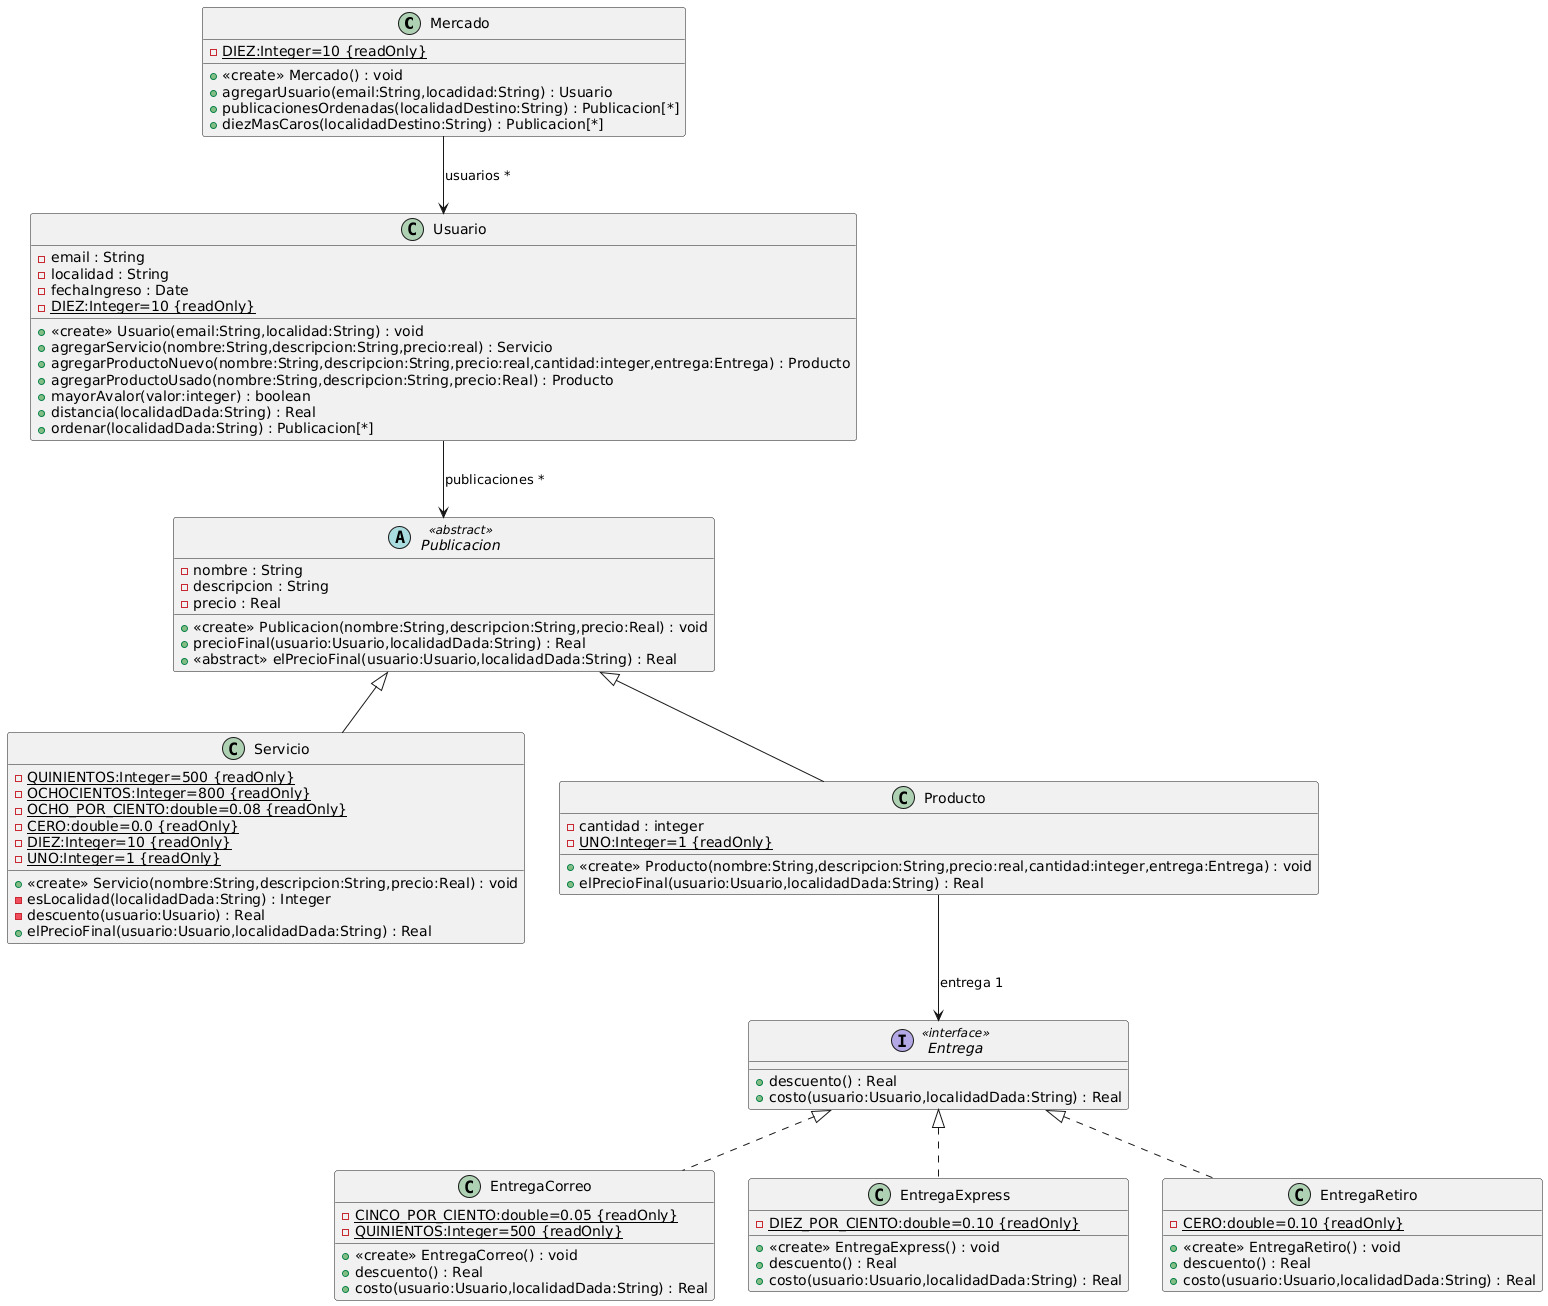 Mercado
DIEZ:Integer=10 {readOnly}
«create» Mercado() : void
agregarUsuario(email:String,locadidad:String) : Usuario
publicacionesOrdenadas(localidadDestino:String) : Publicacion[*]
diezMasCaros(localidadDestino:String) : Publicacion[*]
usuarios *
Usuario
email : String
localidad : String
fechaIngreso : Date
DIEZ:Integer=10 {readOnly}
«create» Usuario(email:String,localidad:String) : void
agregarServicio(nombre:String,descripcion:String,precio:real) : Servicio
agregarProductoNuevo(nombre:String,descripcion:String,precio:real,cantidad:integer,entrega:Entrega) : Producto
agregarProductoUsado(nombre:String,descripcion:String,precio:Real) : Producto
mayorAvalor(valor:integer) : boolean
distancia(localidadDada:String) : Real
ordenar(localidadDada:String) : Publicacion[*]
publicaciones *
«abstract»
Publicacion
nombre : String
descripcion : String
precio : Real
«create» Publicacion(nombre:String,descripcion:String,precio:Real) : void
precioFinal(usuario:Usuario,localidadDada:String) : Real
«abstract» elPrecioFinal(usuario:Usuario,localidadDada:String) : Real
Servicio
QUINIENTOS:Integer=500 {readOnly}
OCHOCIENTOS:Integer=800 {readOnly}
OCHO_POR_CIENTO:double=0.08 {readOnly}
CERO:double=0.0 {readOnly}
DIEZ:Integer=10 {readOnly}
UNO:Integer=1 {readOnly}
«create» Servicio(nombre:String,descripcion:String,precio:Real) : void
esLocalidad(localidadDada:String) : Integer
descuento(usuario:Usuario) : Real
elPrecioFinal(usuario:Usuario,localidadDada:String) : Real
Producto
cantidad : integer
UNO:Integer=1 {readOnly}
«create» Producto(nombre:String,descripcion:String,precio:real,cantidad:integer,entrega:Entrega) : void
elPrecioFinal(usuario:Usuario,localidadDada:String) : Real
entrega 1
«interface»
Entrega
descuento() : Real
costo(usuario:Usuario,localidadDada:String) : Real
EntregaCorreo
CINCO_POR_CIENTO:double=0.05 {readOnly}
QUINIENTOS:Integer=500 {readOnly}
«create» EntregaCorreo() : void
descuento() : Real
costo(usuario:Usuario,localidadDada:String) : Real
EntregaExpress
DIEZ_POR_CIENTO:double=0.10 {readOnly}
«create» EntregaExpress() : void
descuento() : Real
costo(usuario:Usuario,localidadDada:String) : Real
EntregaRetiro
CERO:double=0.10 {readOnly}
«create» EntregaRetiro() : void
descuento() : Real
costo(usuario:Usuario,localidadDada:String) : Real